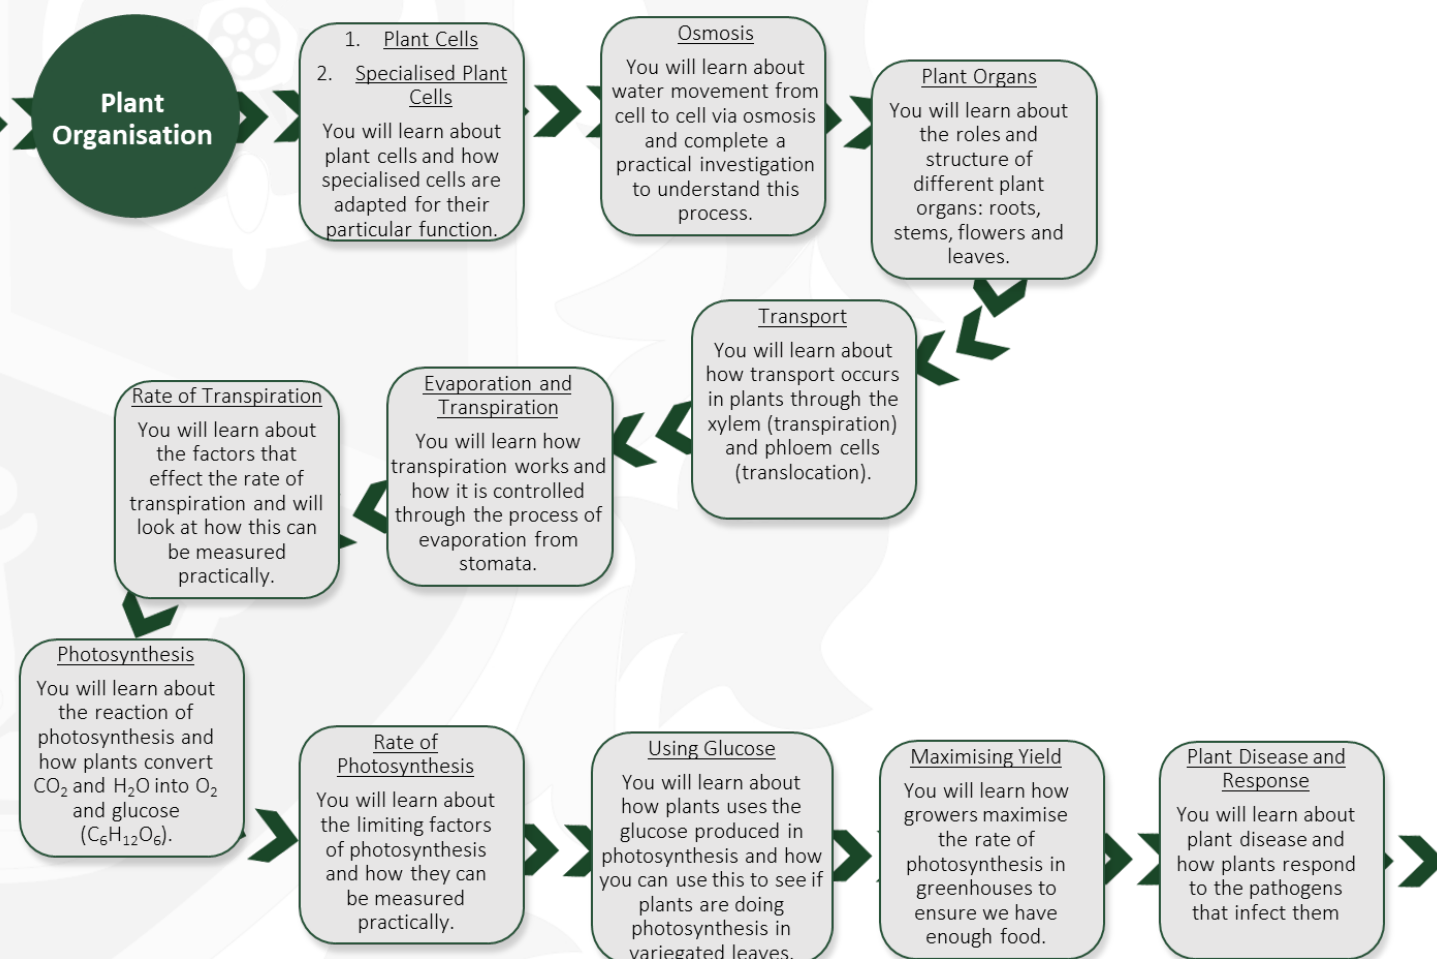 Plant
Organisation
1. Plant Cells
2. Specialised Plant
Cells
You will learn about
plant cells and how
specialised cells are
adapted for their
particular function.
Osmosis
You will learn about
water movement from
cell to cell via osmosis
and complete a
practical investigation
to understand this
process.
Plant Organs
You will learn about
the roles and
structure of
different plant
organs: roots,
stems, flowers and
leaves.
Transport
You will learn about
how transport occurs
in plants through the
xylem (transpiration)
and phloem cells
(translocation).
Evaporation and
Transpiration
You will learn how
transpiration works and
how it is controlled
through the process of
evaporation from
stomata.
Rate of Transpiration
You will learn about
the factors that
effect the rate of
transpiration and will
look at how this can
be measured
practically.
Photosynthesis
You will learn about
the reaction of
photosynthesis and
how plants convert
CO₂ and H₂O into O₂
and glucose
(C₆H₁₂O₆).
Rate of
Photosynthesis
You will learn about
the limiting factors
of photosynthesis
and how they can
be measured
practically.
Using Glucose
You will learn about
how plants uses the
glucose produced in
photosynthesis and how
you can use this to see if
plants are doing
photosynthesis in
variegated leaves.
Maximising Yield
You will learn how
growers maximise
the rate of
photosynthesis in
greenhouses to
ensure we have
enough food.
Plant Disease and
Response
You will learn about
plant disease and
how plants respond
to the pathogens
that infect them